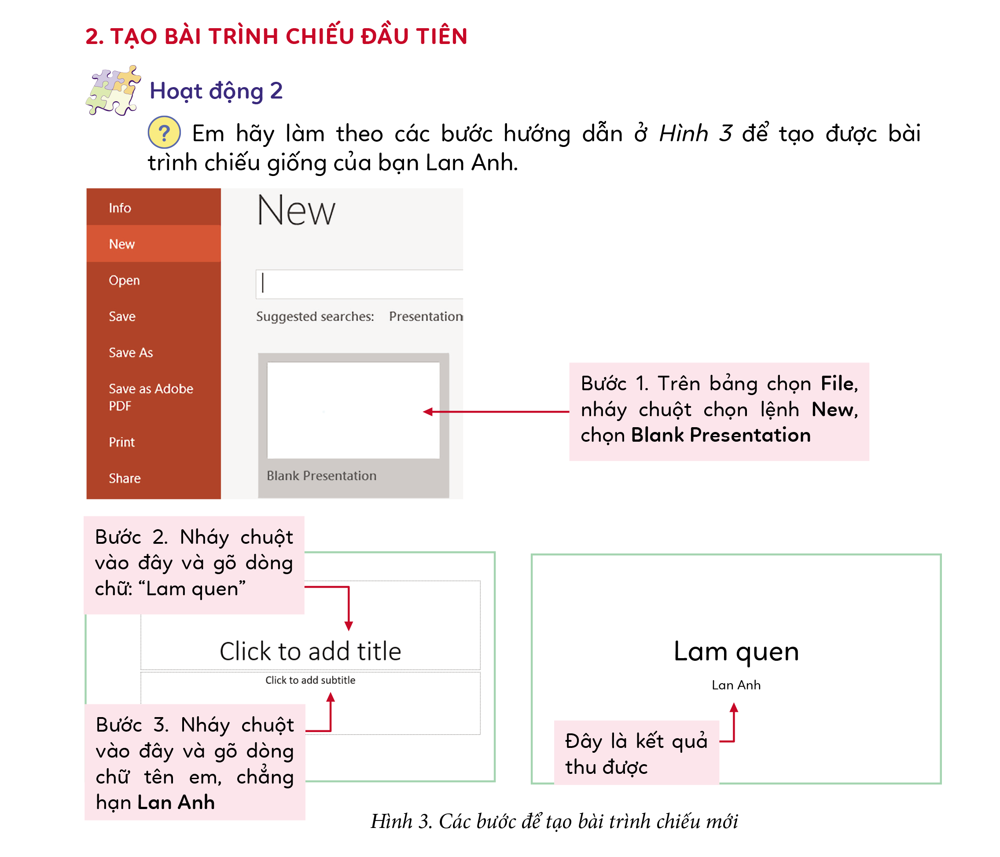 2. TẠO BÀI TRÌNH CHIẾU ĐẦU TIÊN
Hoạt động 2
? Em hãy làm theo các bước hướng dẫn ở Hình 3 để tạo được bài
trình chiếu giống của bạn Lan Anh.
Info
New
Open
Save
Save As
Save as Adobe
PDF
Print
Share
New
Suggested searches: Presentation
Blank Presentation
Bước 1. Trên bảng chọn File,
nháy chuột chọn lệnh New,
chọn Blank Presentation
Bước 2. Nháy chuột
vào đây và gõ dòng
chữ: “Lam quen”
Click to add title
Click to add subtitle
Bước 3. Nháy chuột
vào đây và gõ dòng
chữ tên em, chẳng
hạn Lan Anh
Lam quen
Lan Anh
Đây là kết quả
thu được
Hình 3. Các bước để tạo bài trình chiếu mới